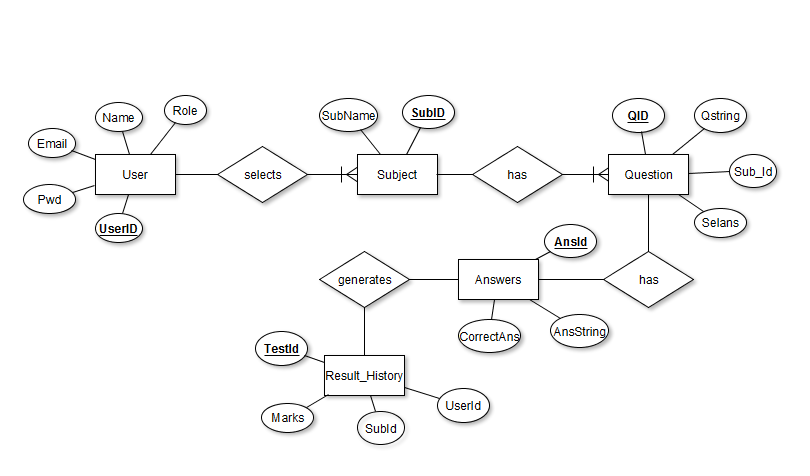 Name
Role
Email
User
Pwd
UserID
selects
SubName
SubID
Subject
has
QID
Qstring
Question
Sub_Id
Selans
has
AnsId
Answers
CorrectAns
AnsString
generates
TestId
Result_History
Marks
SubId
UserId